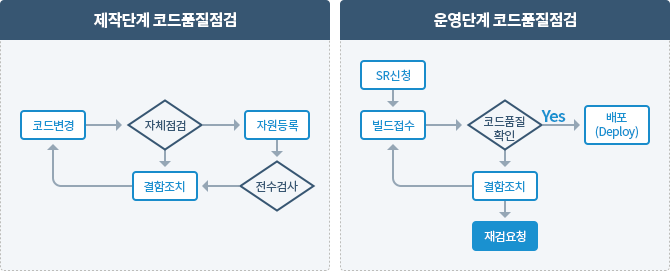 제작단계 코드품질점검
코드변경
자체점검
자원등록
결함조치
전수검사
운영단계 코드품질점검
SR신청
빌드접수
코드품질
확인
Yes
배포
(Deploy)
결함조치
재검요청